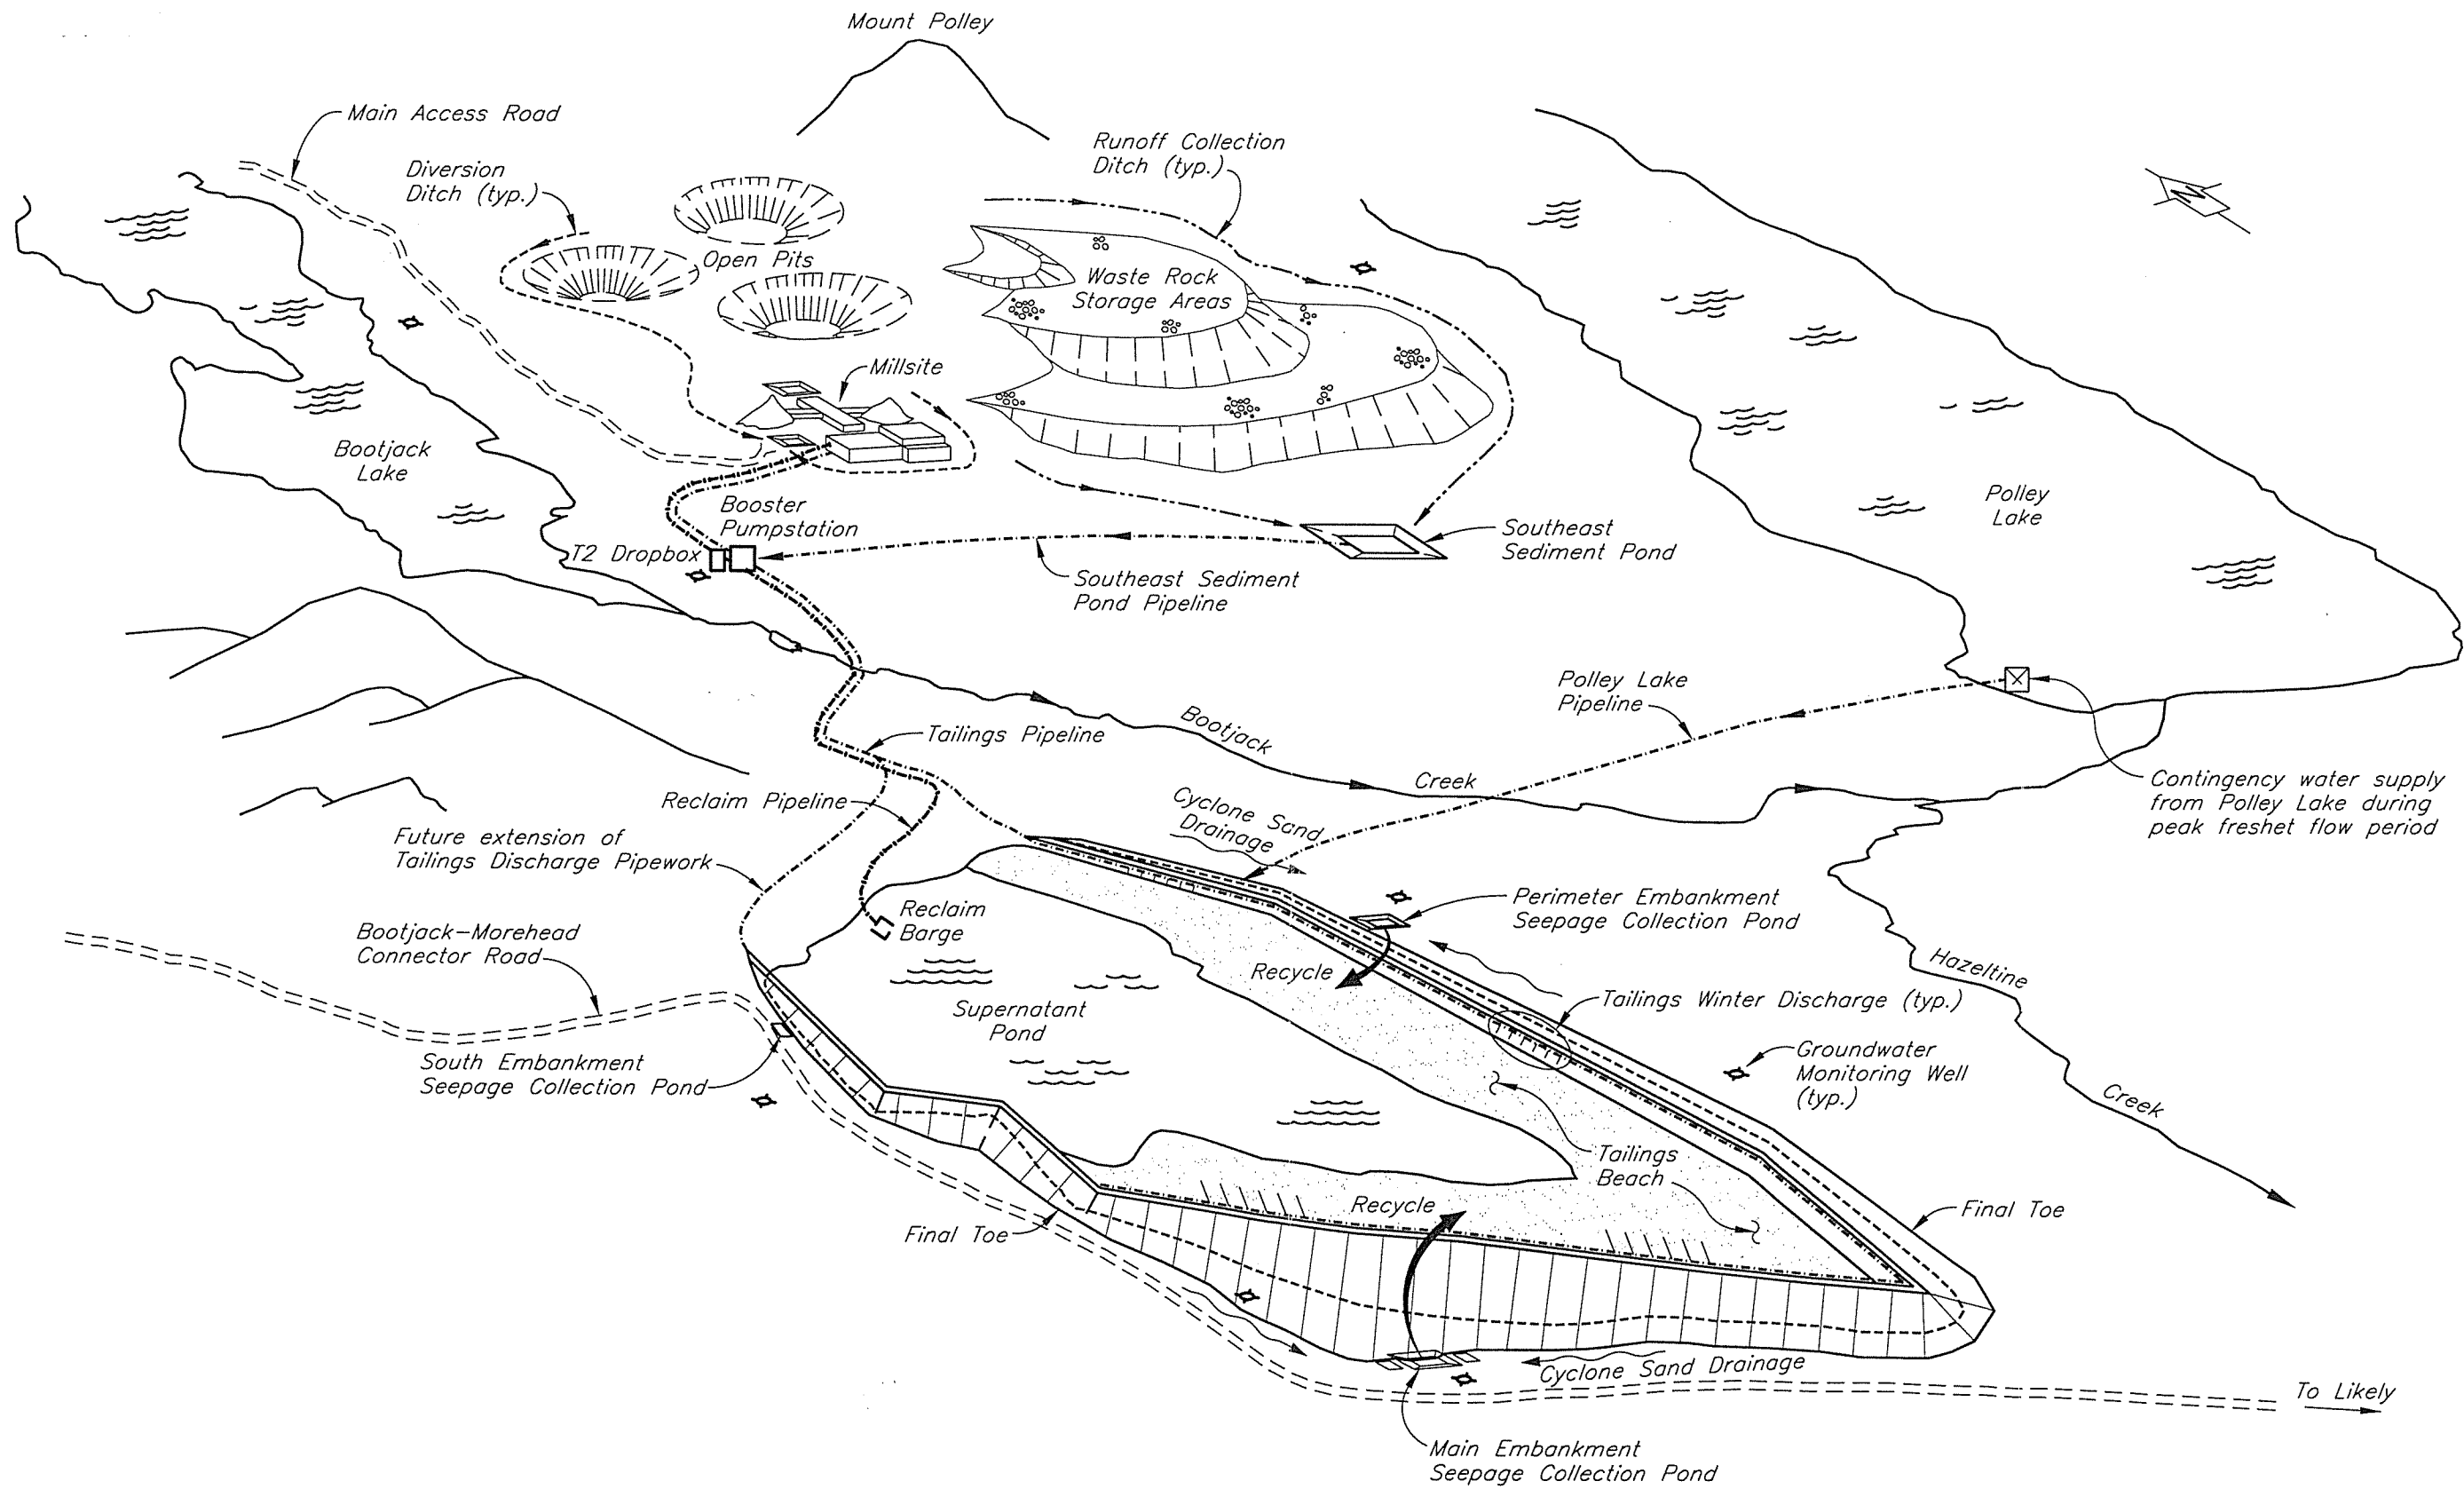 Mount Polley
Main Access Road
Diversion
Ditch (typ.)
Runoff Collection
Ditch (typ.)
N
Open Pits
Waste Rock
Storage Areas
Millsite
Bootjack
Lake
Polley
Lake
Booster
Pumpstation
T2 Dropbox
Southeast
Sediment Pond
Southeast Sediment
Pond Pipeline
Polley Lake
Pipeline
Bootjack
Creek
Tailings Pipeline
Contingency water supply
from Polley Lake during
peak freshet flow period
Reclaim Pipeline
Cyclone Sand
Drainage
Future extension of
Tailings Discharge Pipework
Reclaim
Barge
Perimeter Embankment
Seepage Collection Pond
Bootjack-Morehead
Connector Road
Recycle
Hazeltine
Creek
Tailings Winter Discharge (typ.)
Supernatant
Pond
South Embankment
Seepage Collection Pond
Groundwater
Monitoring Well
(typ.)
Tailings
Beach
Recycle
Final Toe
Final Toe
Cyclone Sand Drainage
To Likely
Main Embankment
Seepage Collection Pond